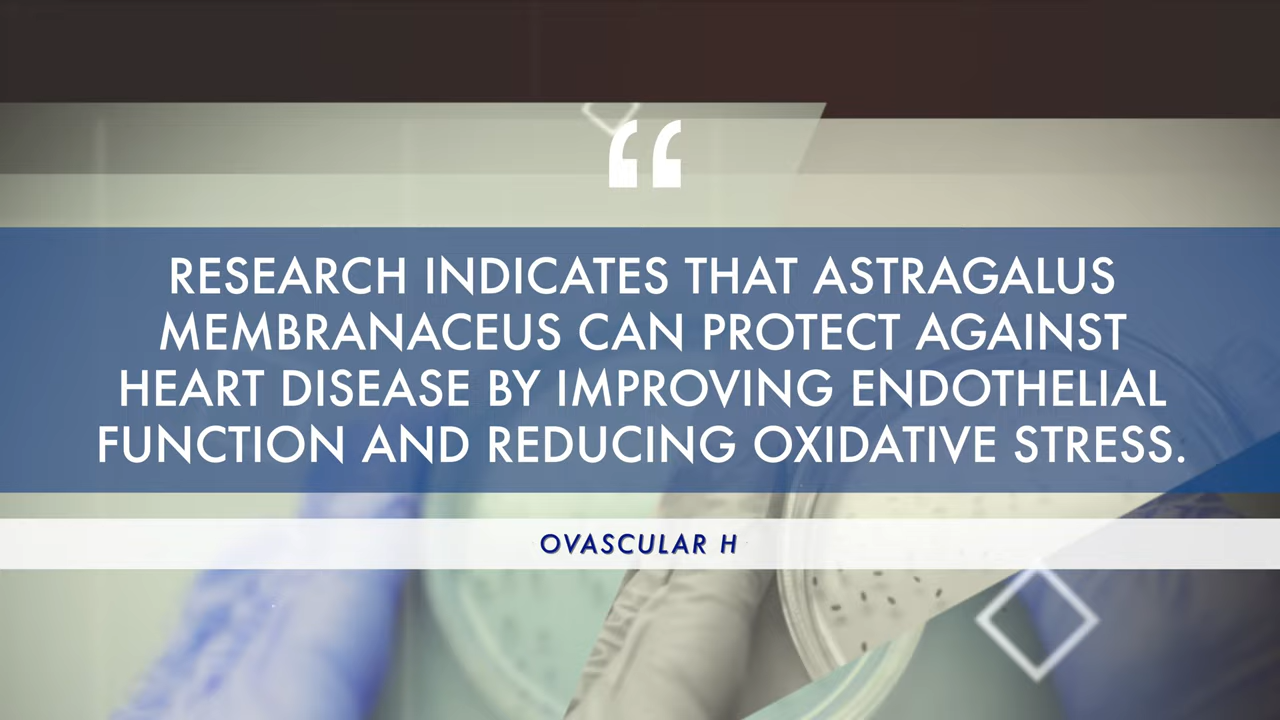 “
RESEARCH INDICATES THAT ASTRAGALUS
MEMBRANACEUS CAN PROTECT AGAINST
HEART DISEASE BY IMPROVING ENDOTHELIAL
FUNCTION AND REDUCING OXIDATIVE STRESS.
OVASCULAR H